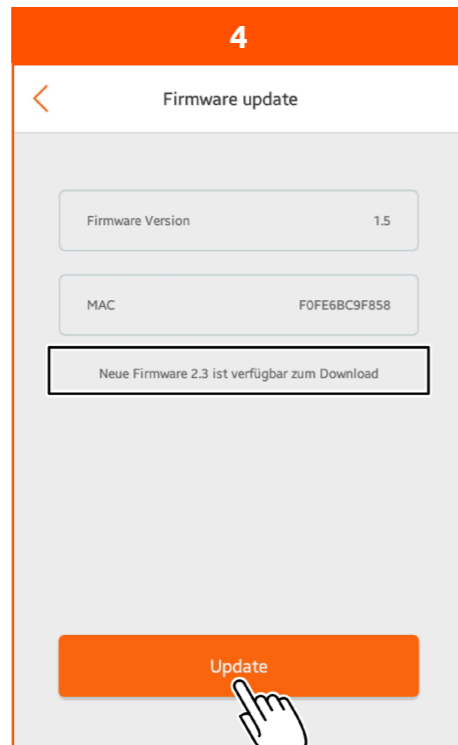 4
Firmware update
Firmware Version 1.5
MAC F0FE6BC9F858
Neue Firmware 2.3 ist verfügbar zum Download
Update